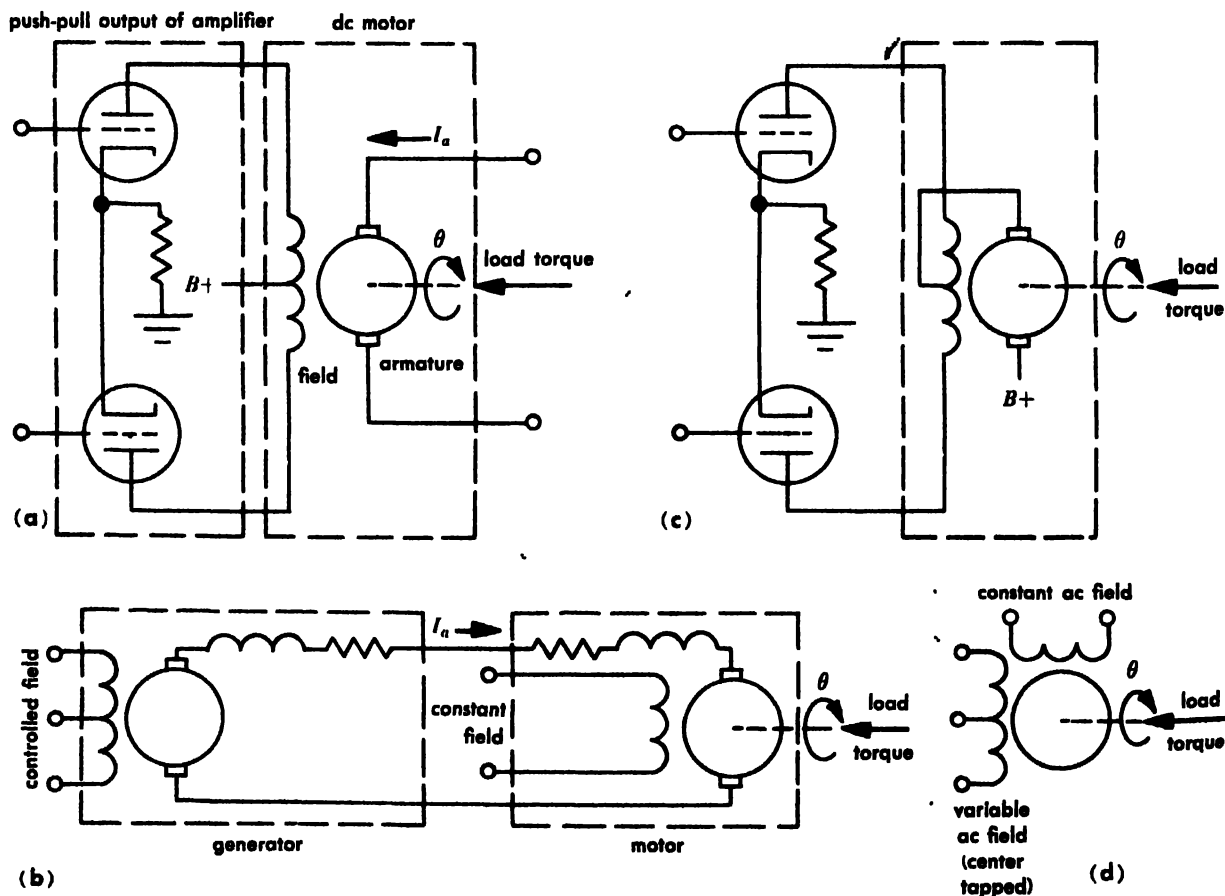 push-pull output of amplifier
dc motor
I_a
θ
load torque
B+
field
armature
(a)
θ
load
torque
B+
(c)
controlled field
I_a
constant
field
θ
load
torque
generator
motor
(b)
constant ac field
θ
load
torque
variable
ac field
(center
tapped)
(d)